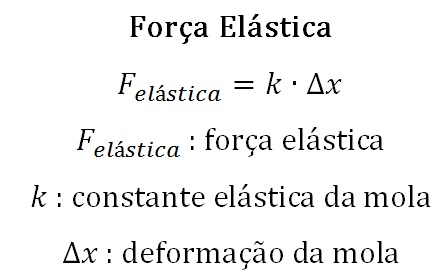 Força Elástica
F_elástica = k · Δx
F_elástica : força elástica
k : constante elástica da mola
Δx : deformação da mola